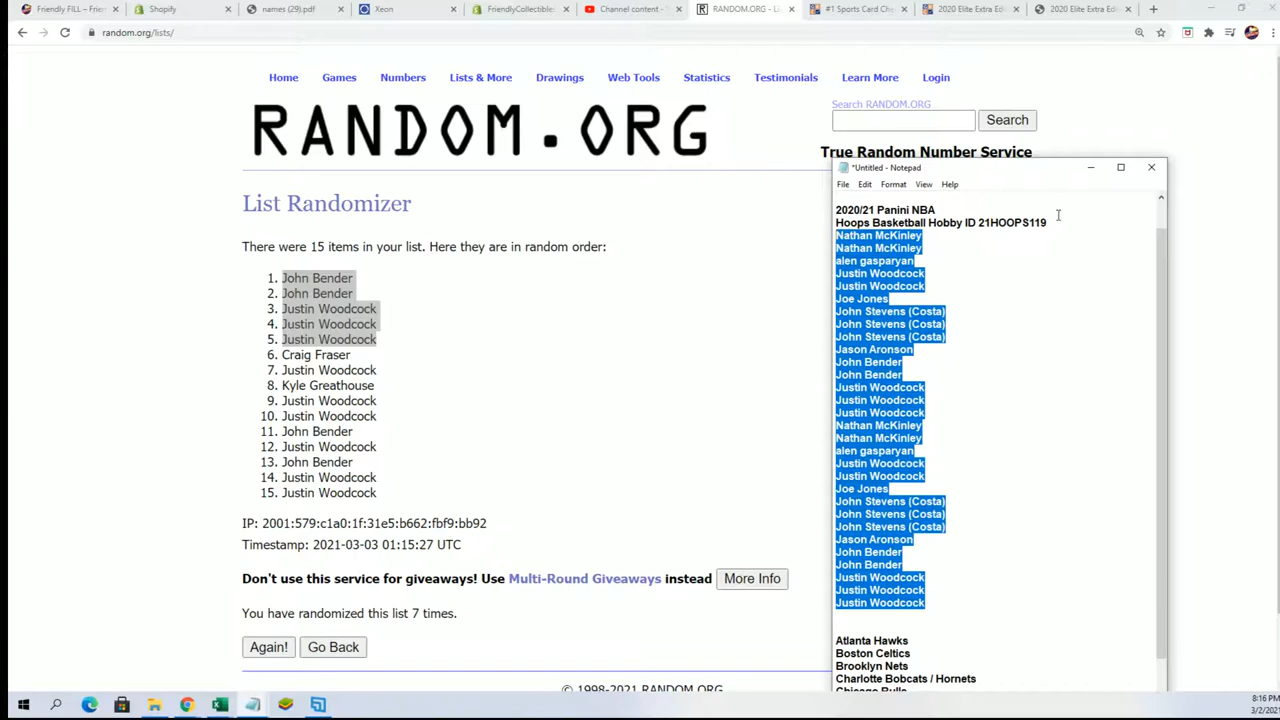 Friendly FILL – Friend
Shopify
names (29).pdf
Xeon
FriendlyCollectible
Channel content -
RANDOM.ORG - Li
#1 Sports Card Che
2020 Elite Extra Edi
2020 Elite Extra Edi
random.org/lists/
Home Games Numbers Lists & More Drawings Web Tools Statistics Testimonials Learn More Login
RANDOM.ORG
Search RANDOM.ORG
Search
True Random Number Service
List Randomizer
There were 15 items in your list. Here they are in random order:
1. John Bender
2. John Bender
3. Justin Woodcock
4. Justin Woodcock
5. Justin Woodcock
6. Craig Fraser
7. Justin Woodcock
8. Kyle Greathouse
9. Justin Woodcock
10. Justin Woodcock
11. John Bender
12. Justin Woodcock
13. John Bender
14. Justin Woodcock
15. Justin Woodcock
IP: 2001:579:c1a0:1f:31e5:b662:fbf9:bb92
Timestamp: 2021-03-03 01:15:27 UTC
Don't use this service for giveaways! Use Multi-Round Giveaways instead
More Info
You have randomized this list 7 times.
Again!
Go Back
© 1998-2021 RANDOM.ORG
*Untitled - Notepad
File Edit Format View Help
2020/21 Panini NBA
Hoops Basketball Hobby ID 21HOOPS119
Nathan McKinley
Nathan McKinley
alen gasparyan
Justin Woodcock
Justin Woodcock
Joe Jones
John Stevens (Costa)
John Stevens (Costa)
John Stevens (Costa)
Jason Aronson
John Bender
John Bender
Justin Woodcock
Justin Woodcock
Justin Woodcock
Nathan McKinley
Nathan McKinley
alen gasparyan
Justin Woodcock
Justin Woodcock
Joe Jones
John Stevens (Costa)
John Stevens (Costa)
John Stevens (Costa)
Jason Aronson
John Bender
John Bender
Justin Woodcock
Justin Woodcock
Justin Woodcock
Atlanta Hawks
Boston Celtics
Brooklyn Nets
Charlotte Bobcats / Hornets
Chicago Bulls
8:16 PM
3/2/2021